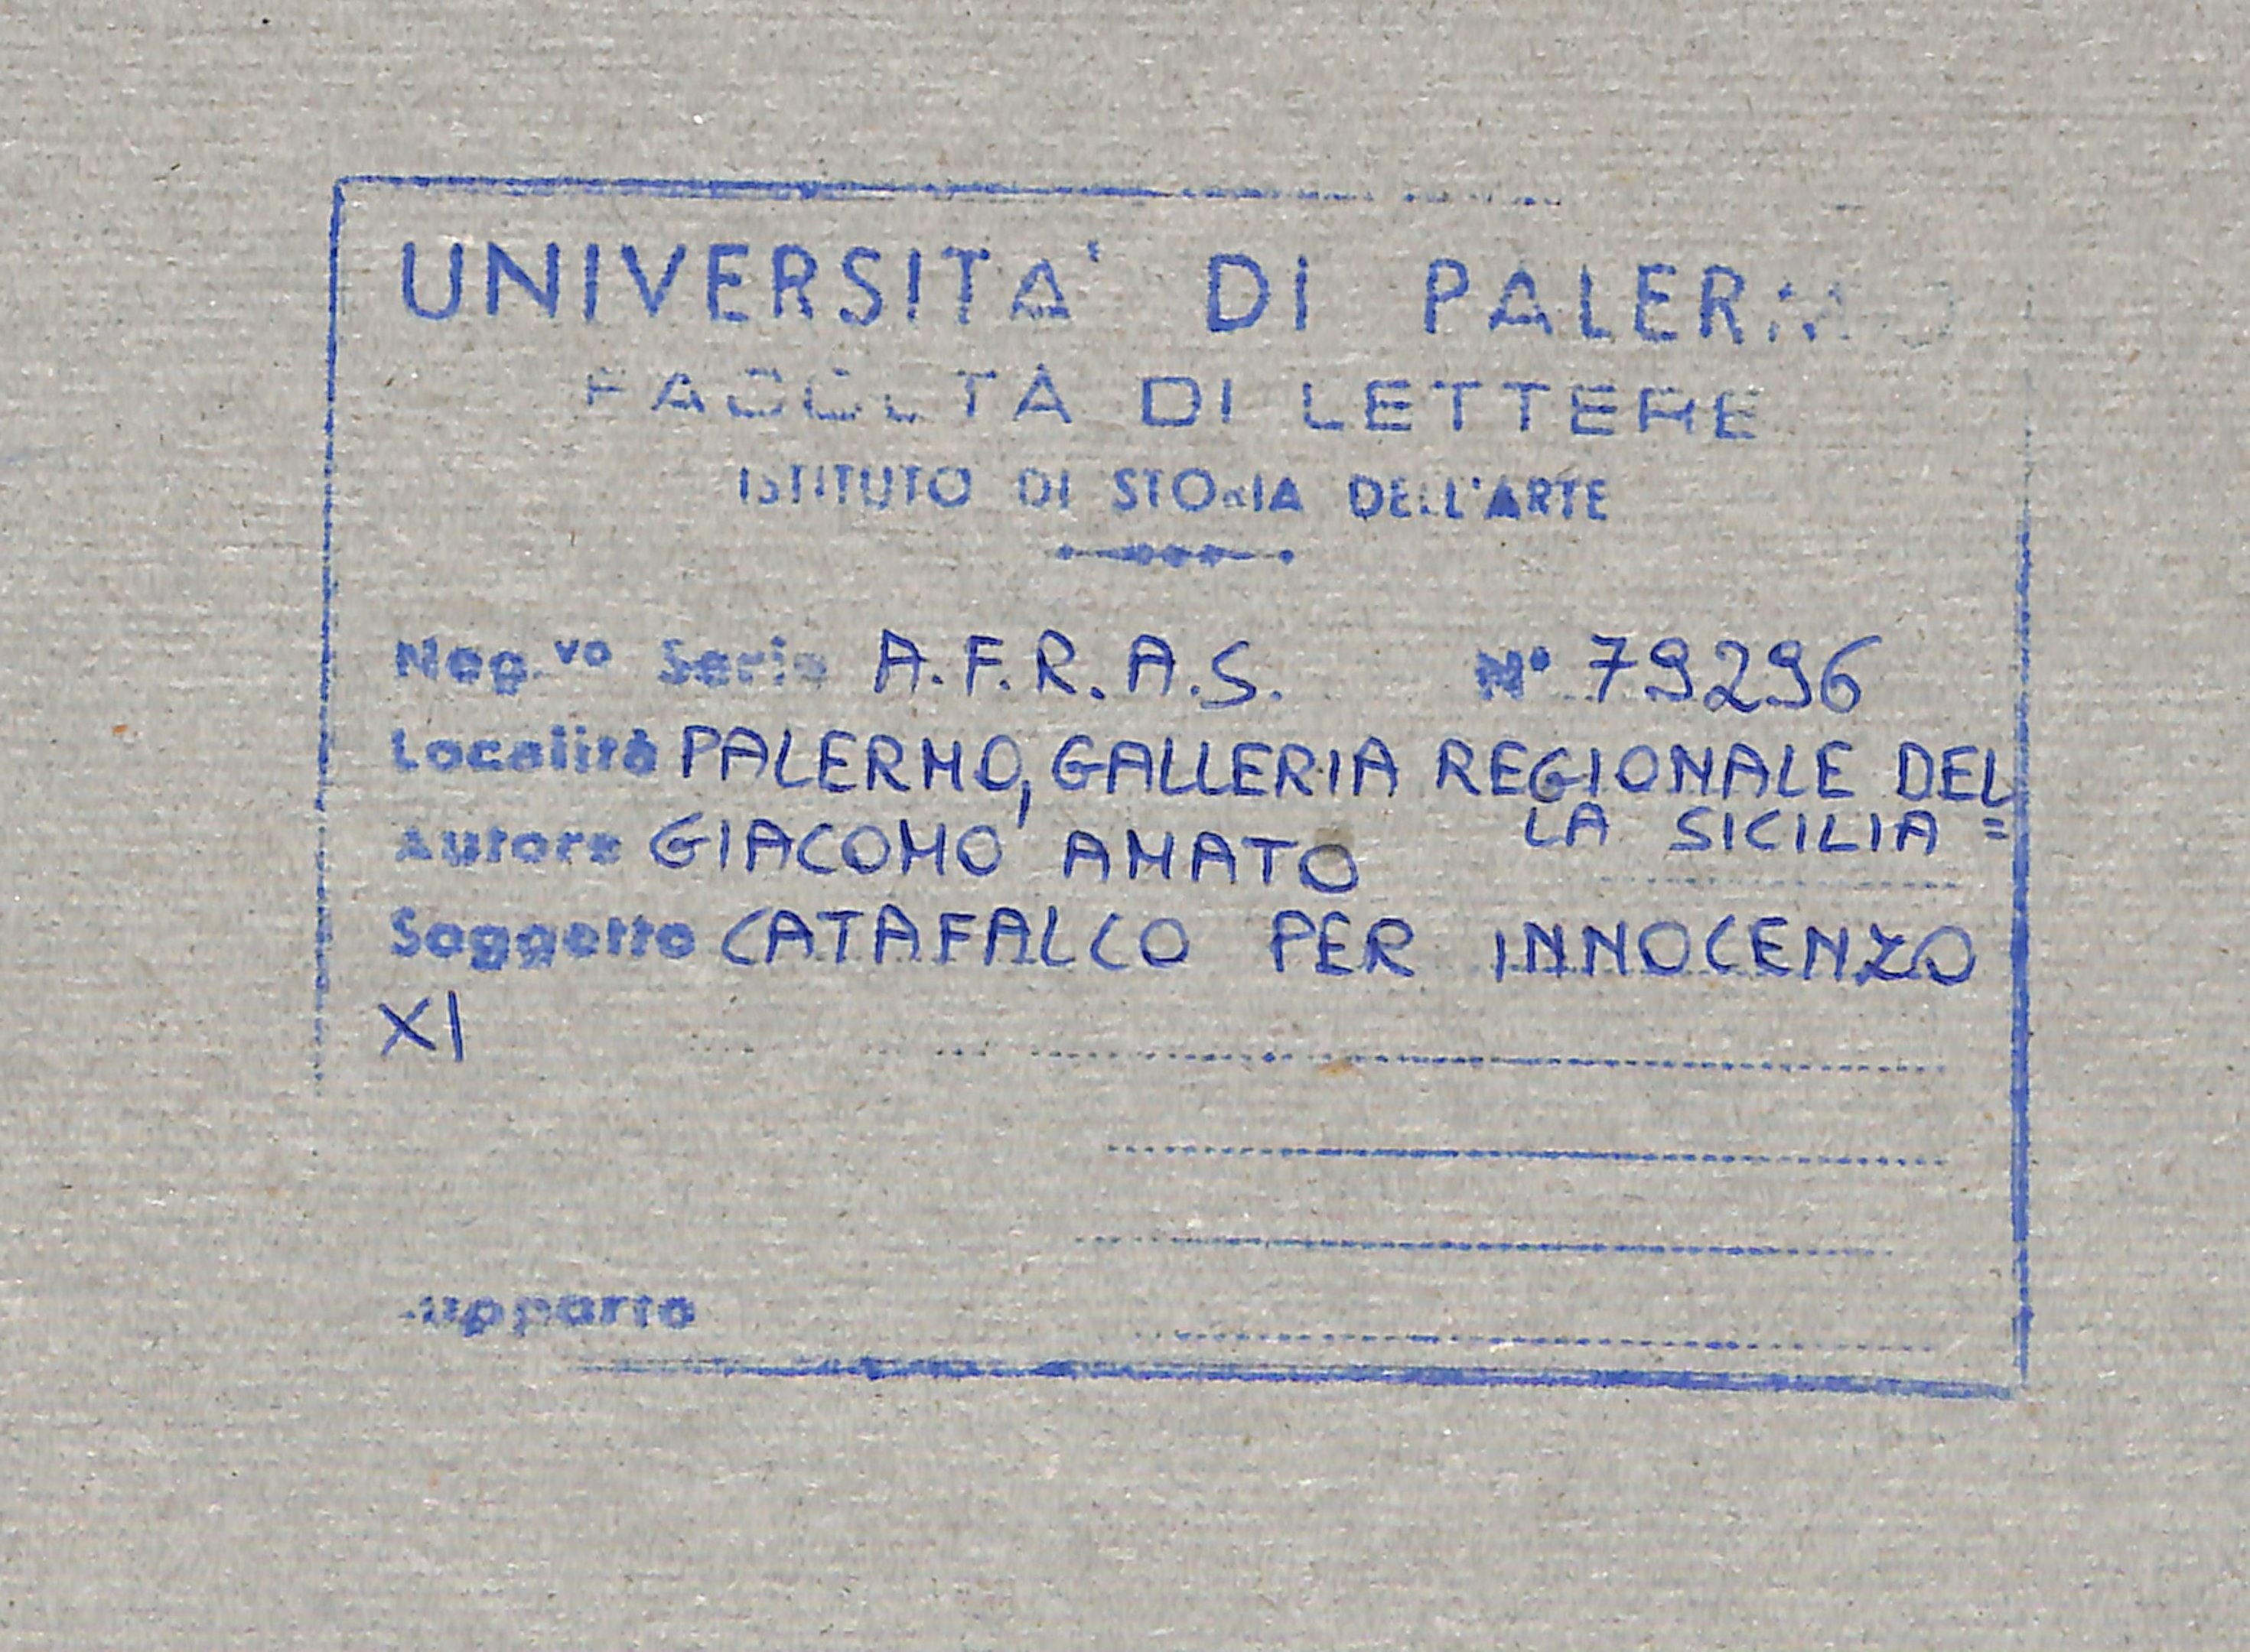 UNIVERSITA' DI PALERMO
FACOLTÀ DI LETTERE
ISTITUTO DI STORIA DELL'ARTE
Neg.vo Serie A.F.R.A.S. N° 79296
Località PALERMO, GALLERIA REGIONALE DEL=
LA SICILIA
Autore GIACOMO AMATO
Soggetto CATAFALCO PER INNOCENZO
XI
Supporto